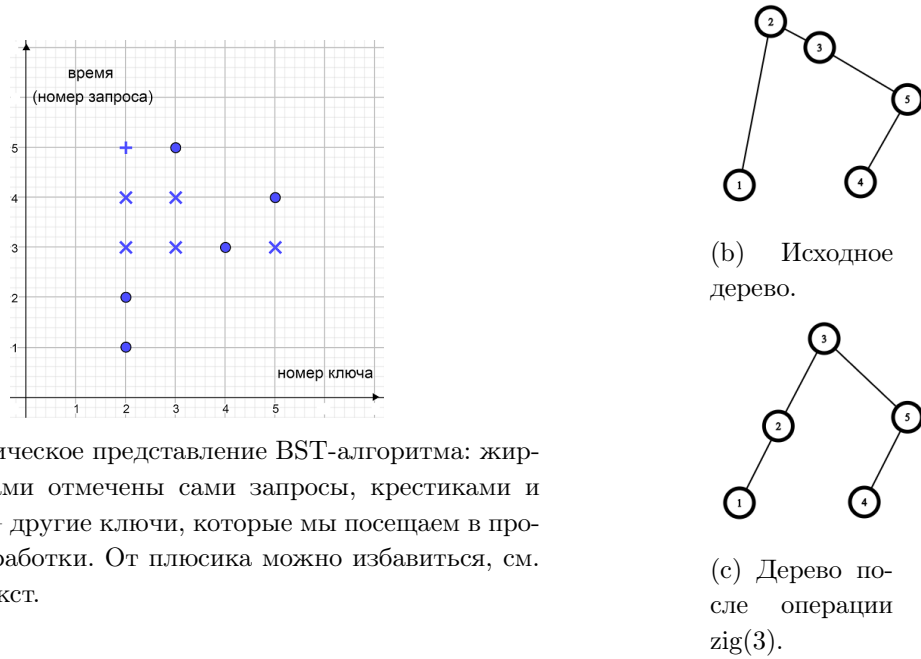 время
(номер запроса)
5
4
3
2
1
номер ключа
1
2
3
4
5
ическое представление BST-алгоритма: жир-
ами отмечены сами запросы, крестиками и
другие ключи, которые мы посещаем в про-
работки. От плюсика можно избавиться, см.
кст.
2
3
5
1
4
(b) Исходное
дерево.
3
2
5
1
4
(c) Дерево по-
сле операции
zig(3).